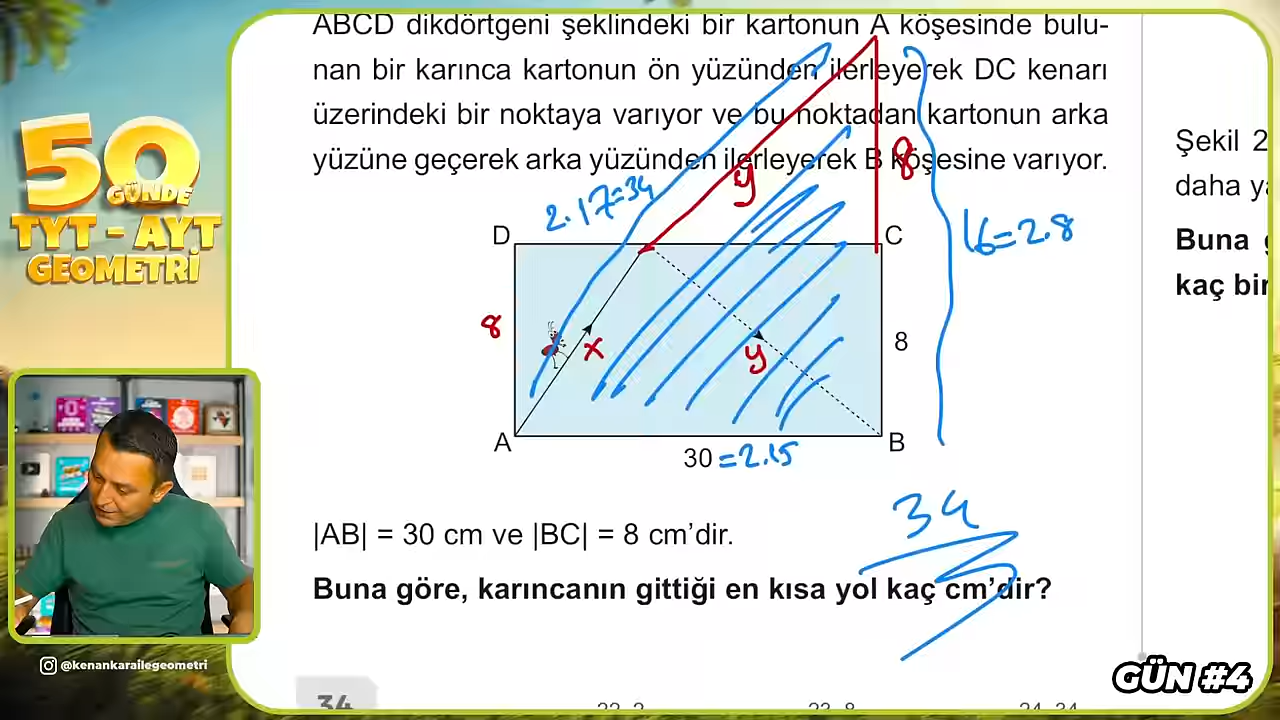 ABCD dikdörtgeni şeklindeki bir kartonun A köşesinde bulu-
nan bir karınca kartonun ön yüzünden ilerleyerek DC kenarı
üzerindeki bir noktaya varıyor ve bu noktadan kartonun arka
yüzüne geçerek arka yüzünden ilerleyerek B köşesine varıyor.
50
GÜNDE
TYT - AYT
GEOMETRİ
Şekil 2
daha ya
Buna g
kaç bir
2.17=34
y
8
16=2.8
D
C
8
x
y
8
A
B
30 =2.15
34
|AB| = 30 cm ve |BC| = 8 cm'dir.
Buna göre, karıncanın gittiği en kısa yol kaç cm'dir?
@kenankarailegeometri
GÜN #4
34